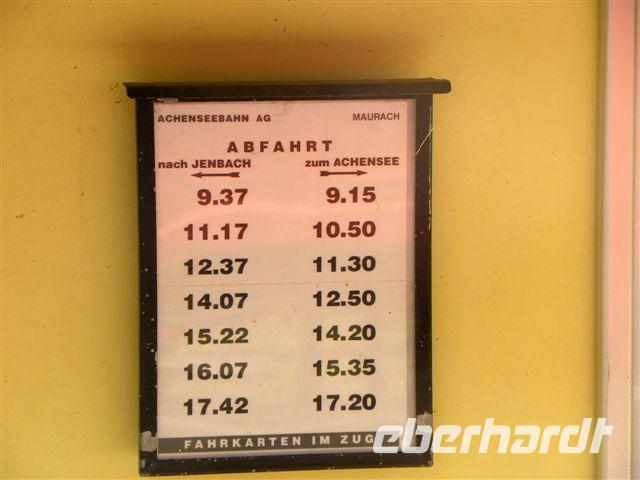 ACHENSEEBAHN AG MAURACH
ABFAHRT
nach JENBACH zum ACHENSEE
9.37 9.15
11.17 10.50
12.37 11.30
14.07 12.50
15.22 14.20
16.07 15.35
17.42 17.20
FAHRKARTEN IM ZUG
eberhardt